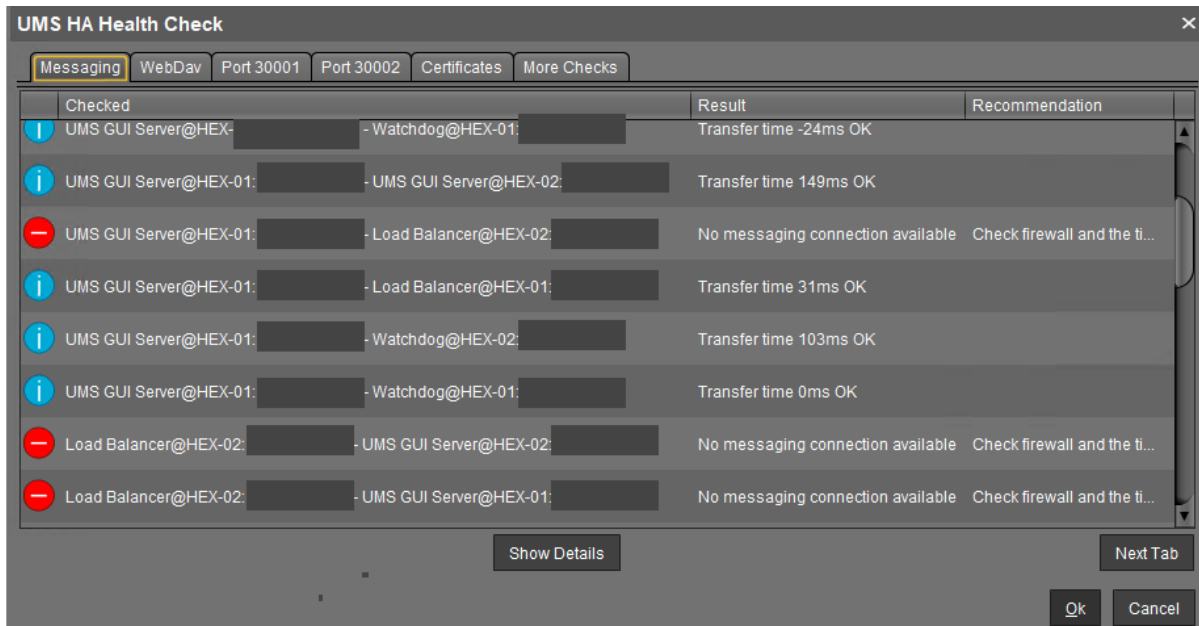 UMS HA Health Check
Messaging WebDav Port 30001 Port 30002 Certificates More Checks
Checked Result Recommendation
UMS GUI Server@HEX- - Watchdog@HEX-01: Transfer time -24ms OK
UMS GUI Server@HEX-01: - UMS GUI Server@HEX-02: Transfer time 149ms OK
UMS GUI Server@HEX-01: - Load Balancer@HEX-02: No messaging connection available Check firewall and the ti...
UMS GUI Server@HEX-01: - Load Balancer@HEX-01: Transfer time 31ms OK
UMS GUI Server@HEX-01: - Watchdog@HEX-02: Transfer time 103ms OK
UMS GUI Server@HEX-01: - Watchdog@HEX-01: Transfer time 0ms OK
Load Balancer@HEX-02: - UMS GUI Server@HEX-02: No messaging connection available Check firewall and the ti...
Load Balancer@HEX-02: - UMS GUI Server@HEX-01: No messaging connection available Check firewall and the ti...
Show Details Next Tab
Ok Cancel